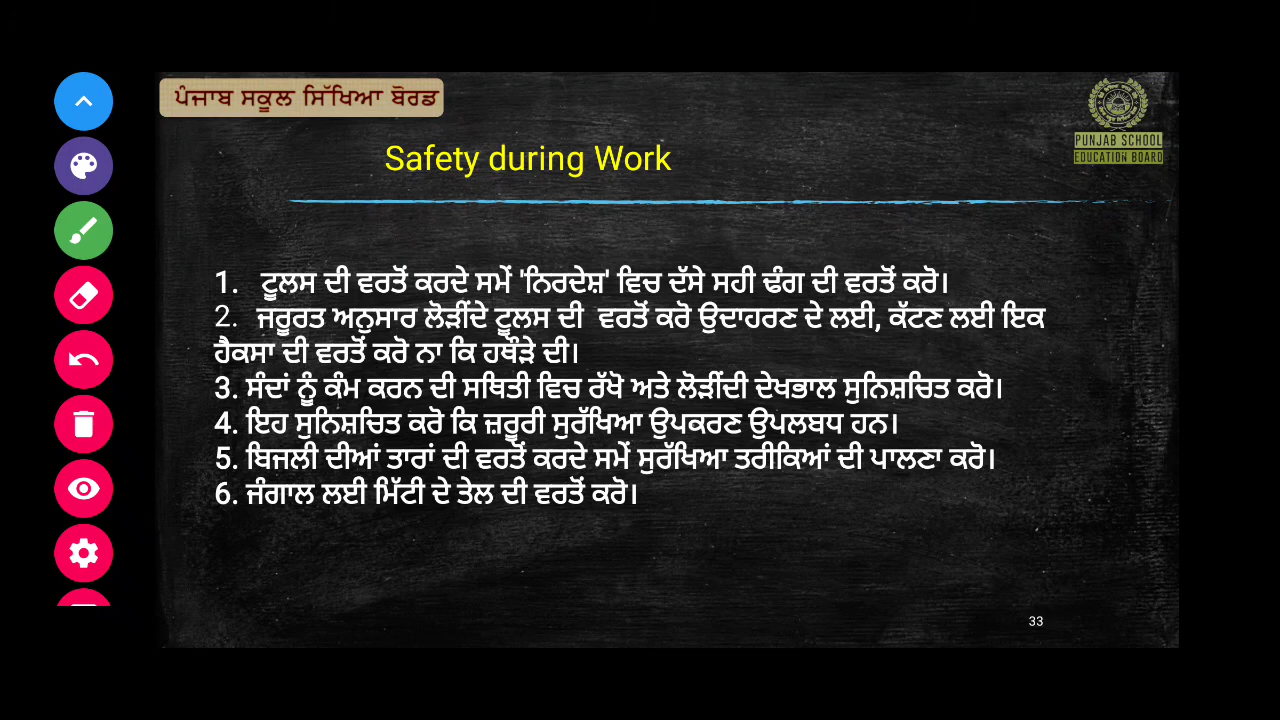 ਪੰਜਾਬ ਸਕੂਲ ਸਿੱਖਿਆ ਬੋਰਡ
PUNJAB SCHOOL
EDUCATION BOARD
Safety during Work
1. ਟੂਲਸ ਦੀ ਵਰਤੋਂ ਕਰਦੇ ਸਮੇਂ 'ਨਿਰਦੇਸ਼' ਵਿਚ ਦੱਸੇ ਸਹੀ ਢੰਗ ਦੀ ਵਰਤੋਂ ਕਰੋ।
2. ਜਰੂਰਤ ਅਨੁਸਾਰ ਲੋੜੀਂਦੇ ਟੂਲਸ ਦੀ ਵਰਤੋਂ ਕਰੋ ਉਦਾਹਰਣ ਦੇ ਲਈ, ਕੱਟਣ ਲਈ ਇਕ
ਹੈਕਸਾ ਦੀ ਵਰਤੋਂ ਕਰੋ ਨਾ ਕਿ ਹਥੌੜੇ ਦੀ।
3. ਸੰਦਾਂ ਨੂੰ ਕੰਮ ਕਰਨ ਦੀ ਸਥਿਤੀ ਵਿਚ ਰੱਖੋ ਅਤੇ ਲੋੜੀਂਦੀ ਦੇਖਭਾਲ ਸੁਨਿਸ਼ਚਿਤ ਕਰੋ।
4. ਇਹ ਸੁਨਿਸ਼ਚਿਤ ਕਰੋ ਕਿ ਜ਼ਰੂਰੀ ਸੁਰੱਖਿਆ ਉਪਕਰਣ ਉਪਲਬਧ ਹਨ।
5. ਬਿਜਲੀ ਦੀਆਂ ਤਾਰਾਂ ਦੀ ਵਰਤੋਂ ਕਰਦੇ ਸਮੇਂ ਸੁਰੱਖਿਆ ਤਰੀਕਿਆਂ ਦੀ ਪਾਲਣਾ ਕਰੋ।
6. ਜੰਗਾਲ ਲਈ ਮਿੱਟੀ ਦੇ ਤੇਲ ਦੀ ਵਰਤੋਂ ਕਰੋ।
33